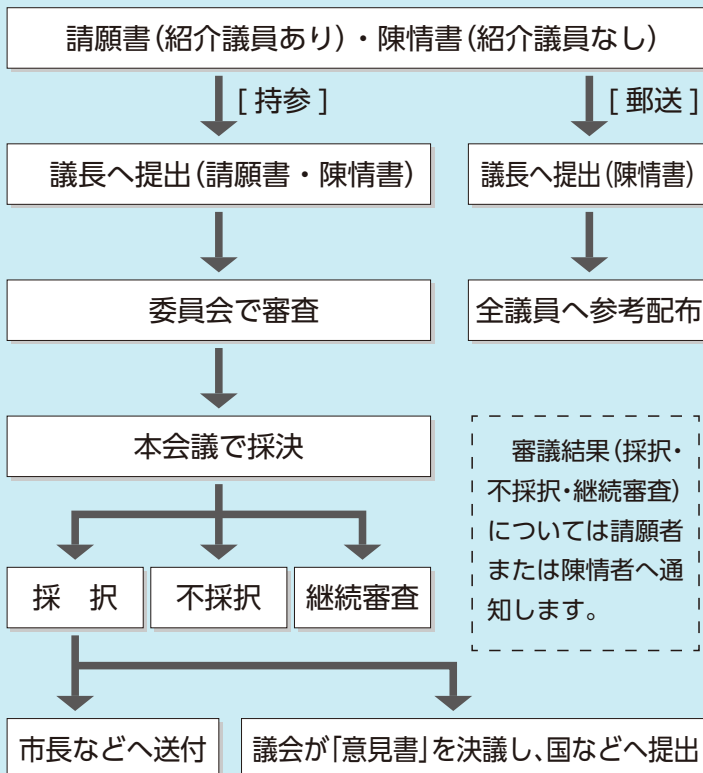 請願書(紹介議員あり)・陳情書(紹介議員なし)
[持参]
[郵送]
議長へ提出(請願書・陳情書)
議長へ提出(陳情書)
委員会で審査
全議員へ参考配布
本会議で採決
審議結果(採択・
不採択・継続審査)
については請願者
または陳情者へ通
知します。
採　択
不採択
継続審査
市長などへ送付
議会が「意見書」を決議し、国などへ提出